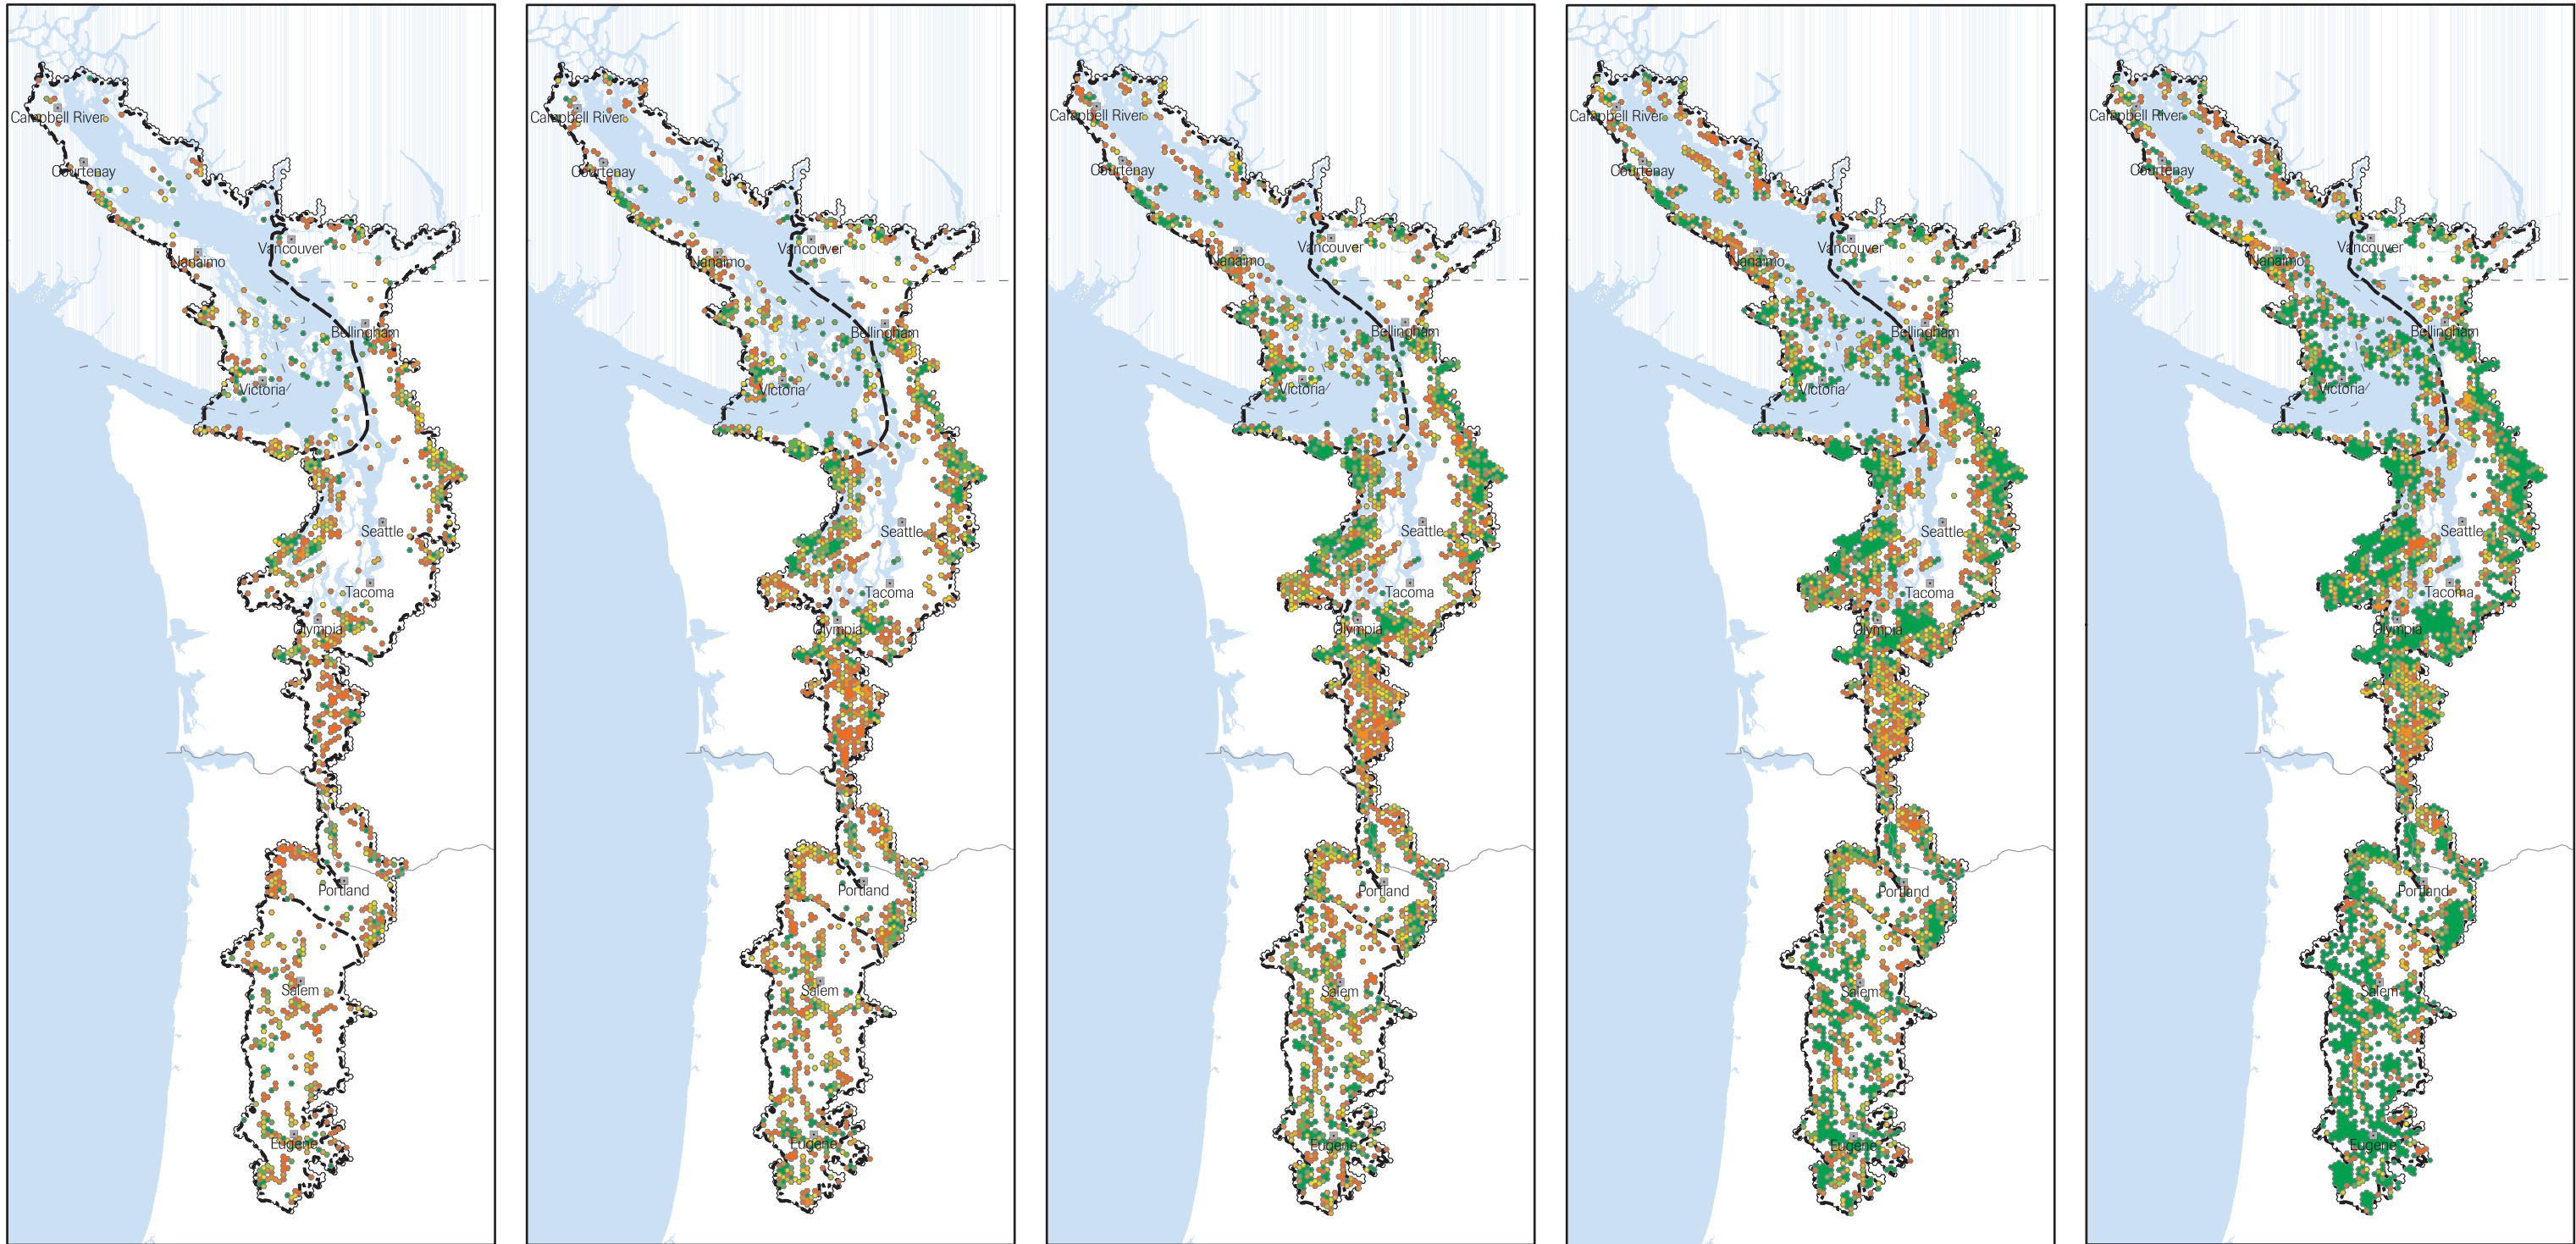 Campbell River
Courtenay
Vancouver
Nanaimo
Bellingham
Victoria
Seattle
Tacoma
Olympia
Portland
Salem
Eugene
Campbell River
Courtenay
Vancouver
Nanaimo
Bellingham
Victoria
Seattle
Tacoma
Olympia
Portland
Salem
Eugene
Campbell River
Courtenay
Vancouver
Nanaimo
Bellingham
Victoria
Seattle
Tacoma
Olympia
Portland
Salem
Eugene
Campbell River
Courtenay
Vancouver
Nanaimo
Bellingham
Victoria
Seattle
Tacoma
Olympia
Portland
Salem
Eugene
Campbell River
Courtenay
Vancouver
Nanaimo
Bellingham
Victoria
Seattle
Tacoma
Olympia
Portland
Salem
Eugene